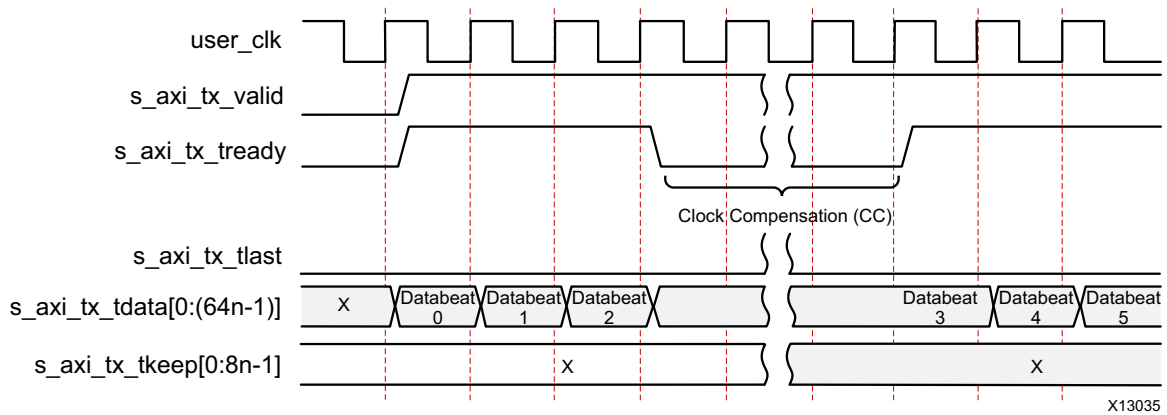 user_clk
s_axi_tx_valid
s_axi_tx_tready
Clock Compensation (CC)
s_axi_tx_tlast
s_axi_tx_tdata[0:(64n-1)]
X
Databeat
0
Databeat
1
Databeat
2
Databeat
3
Databeat
4
Databeat
5
s_axi_tx_tkeep[0:8n-1]
X
X
X13035